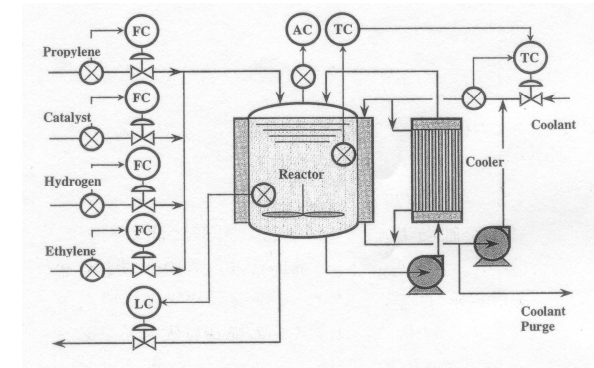 FC
AC
TC
Propylene
TC
FC
Catalyst
Coolant
FC
Cooler
Hydrogen
Reactor
FC
Ethylene
LC
Coolant
Purge